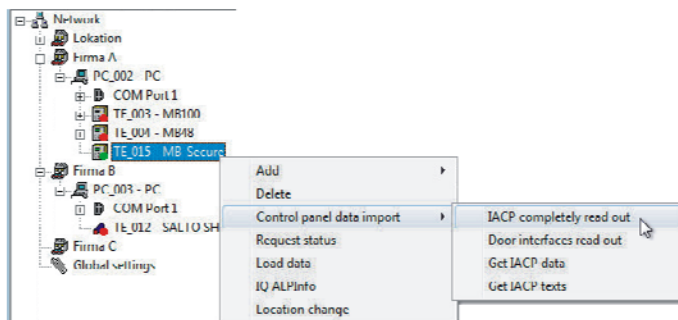 Network
Lokation
Firma A
PC_002 - PC
COM Port 1
TE_003 - MB100
TE_004 - MB48
TE_015 - MB Secure
Firma B
PC_003 - PC
COM Port 1
TE_012 - SALTO SH
Firma C
Global settings
Add
Delete
Control panel data import
Request status
Load data
IQ ALPInfo
Location change
IACP completely read out
Door interfaces read out
Get IACP data
Get IACP texts